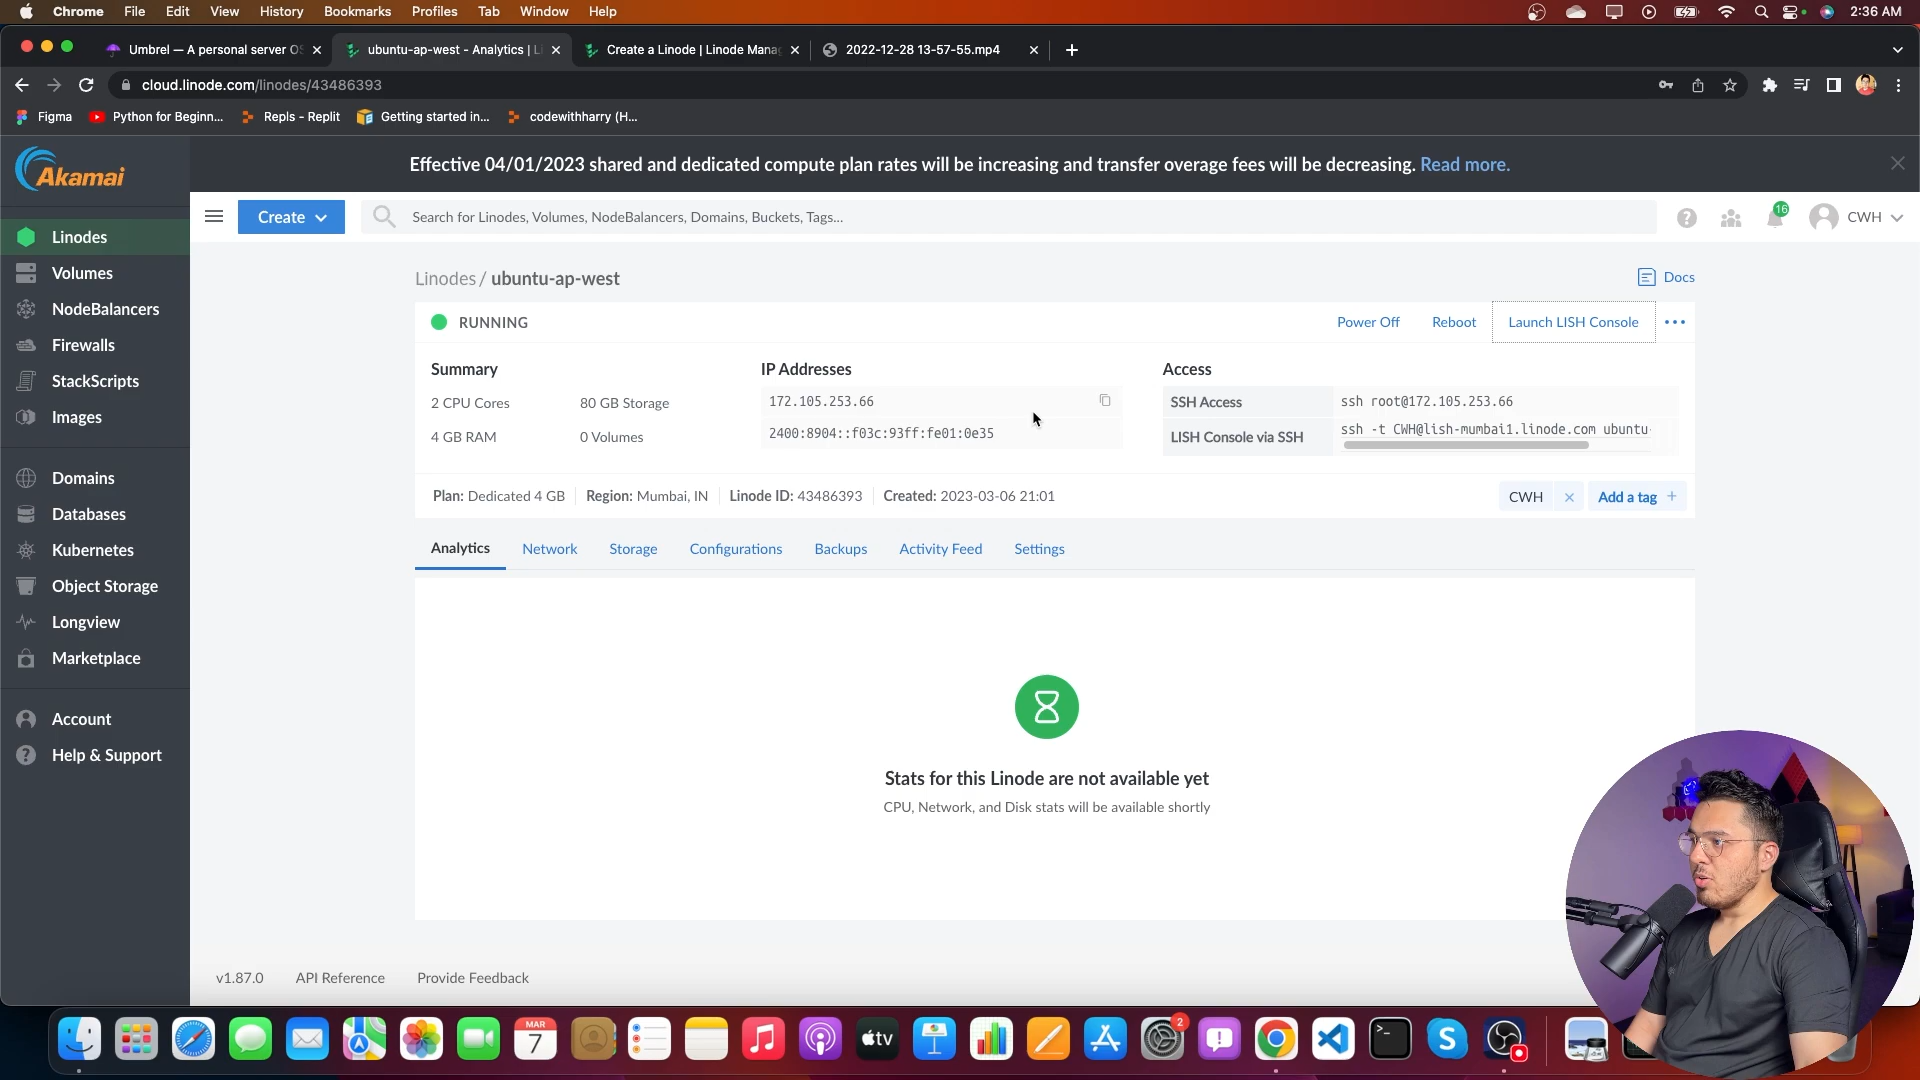 Chrome File Edit View History Bookmarks Profiles Tab Window Help 2:36 AM
Umbrel — A personal server OS ubuntu-ap-west - Analytics | L Create a Linode | Linode Mana 2022-12-28 13-57-55.mp4
cloud.linode.com/linodes/43486393
Figma Python for Beginn... Repls - Replit Getting started in... codewithharry (H...
Akamai
Effective 04/01/2023 shared and dedicated compute plan rates will be increasing and transfer overage fees will be decreasing. Read more.
Create Search for Linodes, Volumes, NodeBalancers, Domains, Buckets, Tags... 16 CWH
Linodes
Volumes
NodeBalancers
Firewalls
StackScripts
Images
Domains
Databases
Kubernetes
Object Storage
Longview
Marketplace
Account
Help & Support
Linodes / ubuntu-ap-west Docs
RUNNING Power Off Reboot Launch LISH Console
Summary IP Addresses Access
2 CPU Cores 80 GB Storage 172.105.253.66 SSH Access ssh root@172.105.253.66
4 GB RAM 0 Volumes 2400:8904::f03c:93ff:fe01:0e35 LISH Console via SSH ssh -t CWH@lish-mumbai1.linode.com ubuntu-
Plan: Dedicated 4 GB Region: Mumbai, IN Linode ID: 43486393 Created: 2023-03-06 21:01 CWH Add a tag +
Analytics Network Storage Configurations Backups Activity Feed Settings
Stats for this Linode are not available yet
CPU, Network, and Disk stats will be available shortly
v1.87.0 API Reference Provide Feedback
MAR
7
tv
2